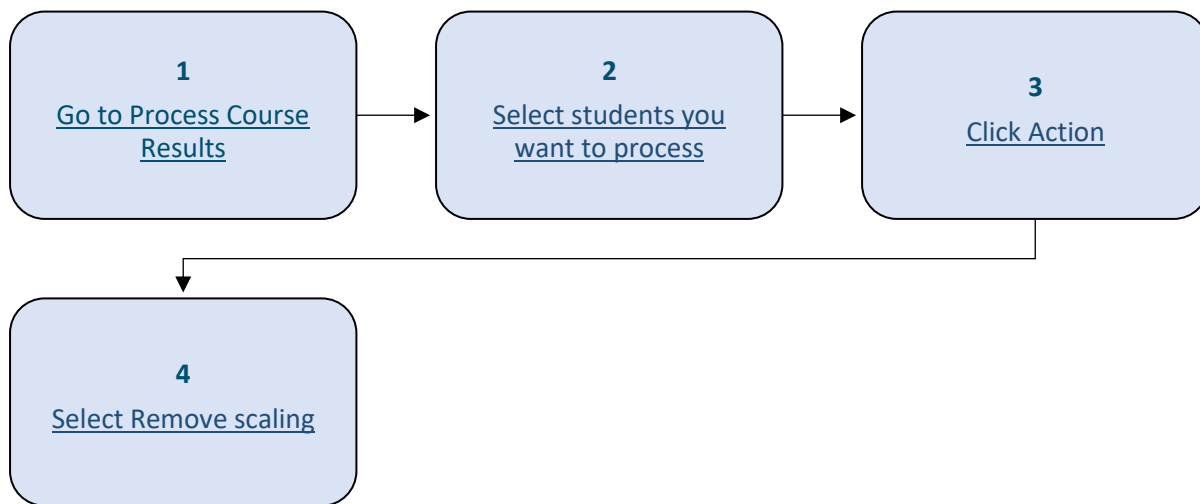 1
Go to Process Course
Results
2
Select students you
want to process
3
Click Action
4
Select Remove scaling